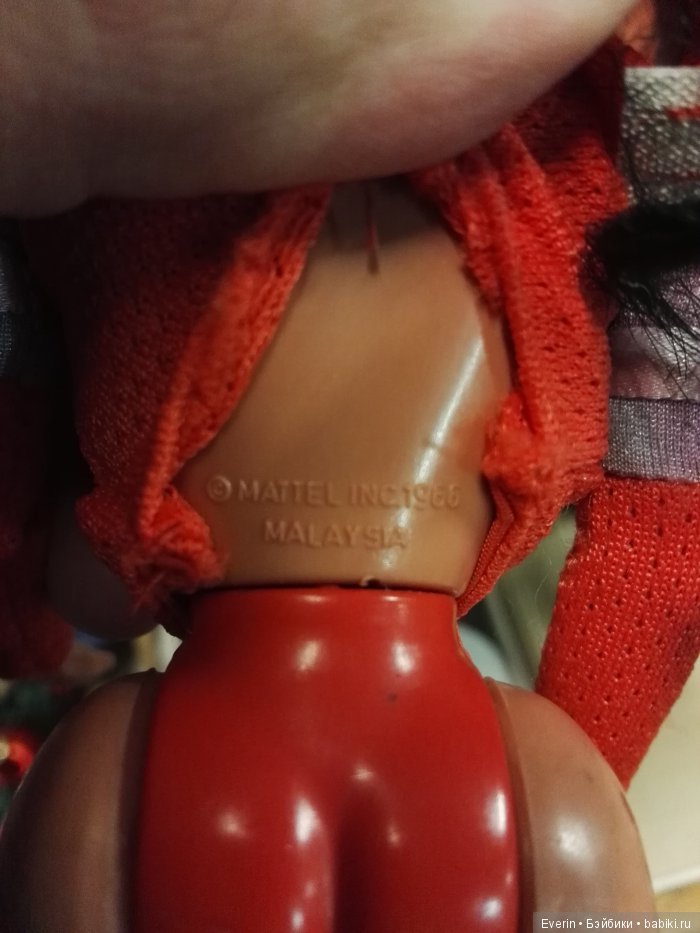 © MATTEL INC. 1966
MALAYSIA
Everin • Бэйбики • babiki.ru